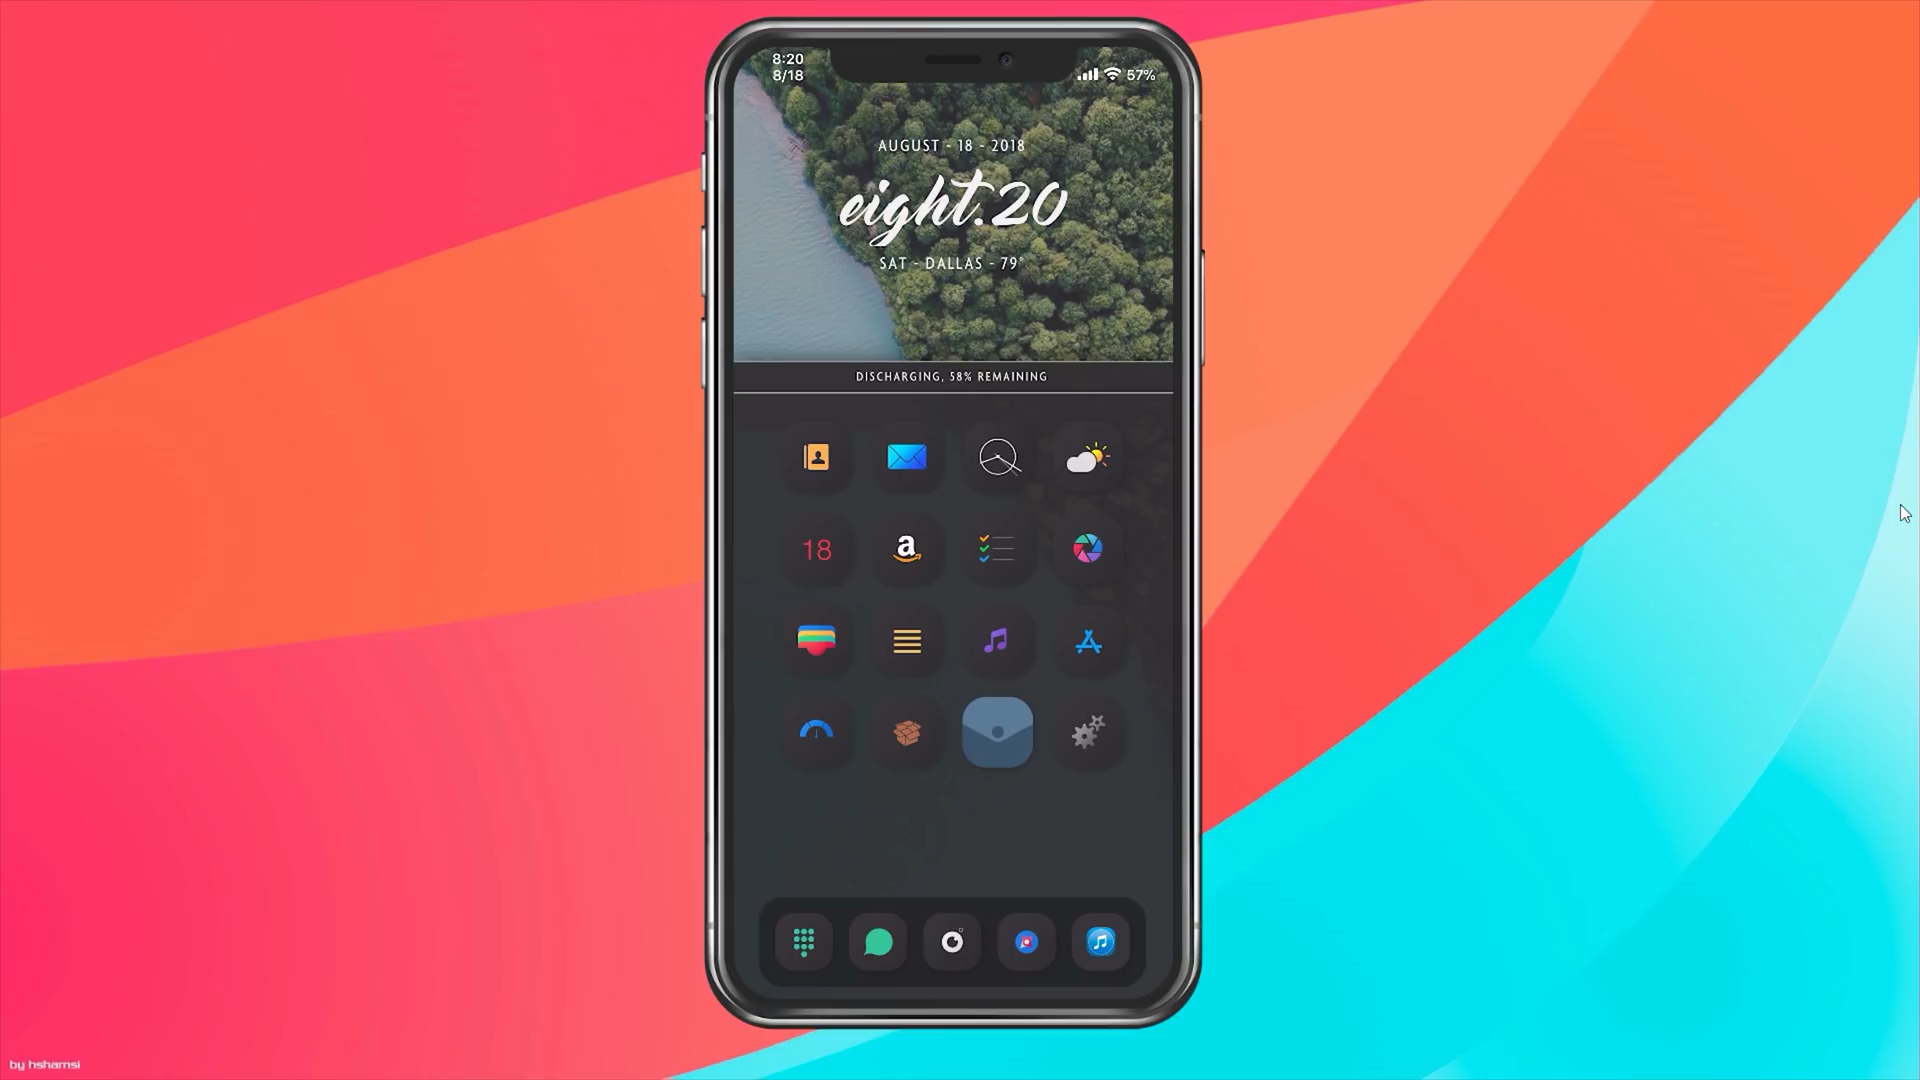 8:20
8/18
57%
AUGUST - 18 - 2018
eight.20
SAT - DALLAS - 79°
DISCHARGING, 58% REMAINING
18
a
by hshamsi